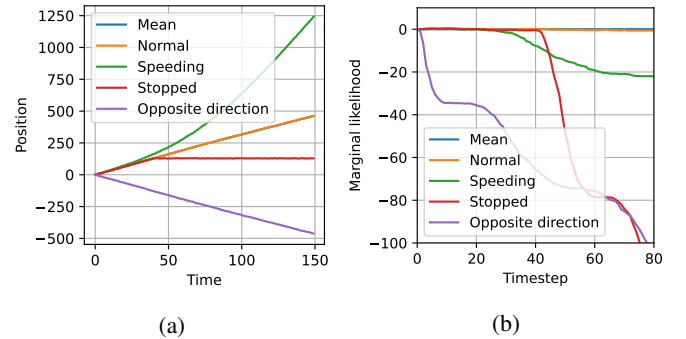 1250
1000
750
500
250
0
−250
−500
0
50
100
150
Position
Time
Mean
Normal
Speeding
Stopped
Opposite direction
(a)
0
−20
−40
−60
−80
−100
0
20
40
60
80
Marginal likelihood
Timestep
Mean
Normal
Speeding
Stopped
Opposite direction
(b)